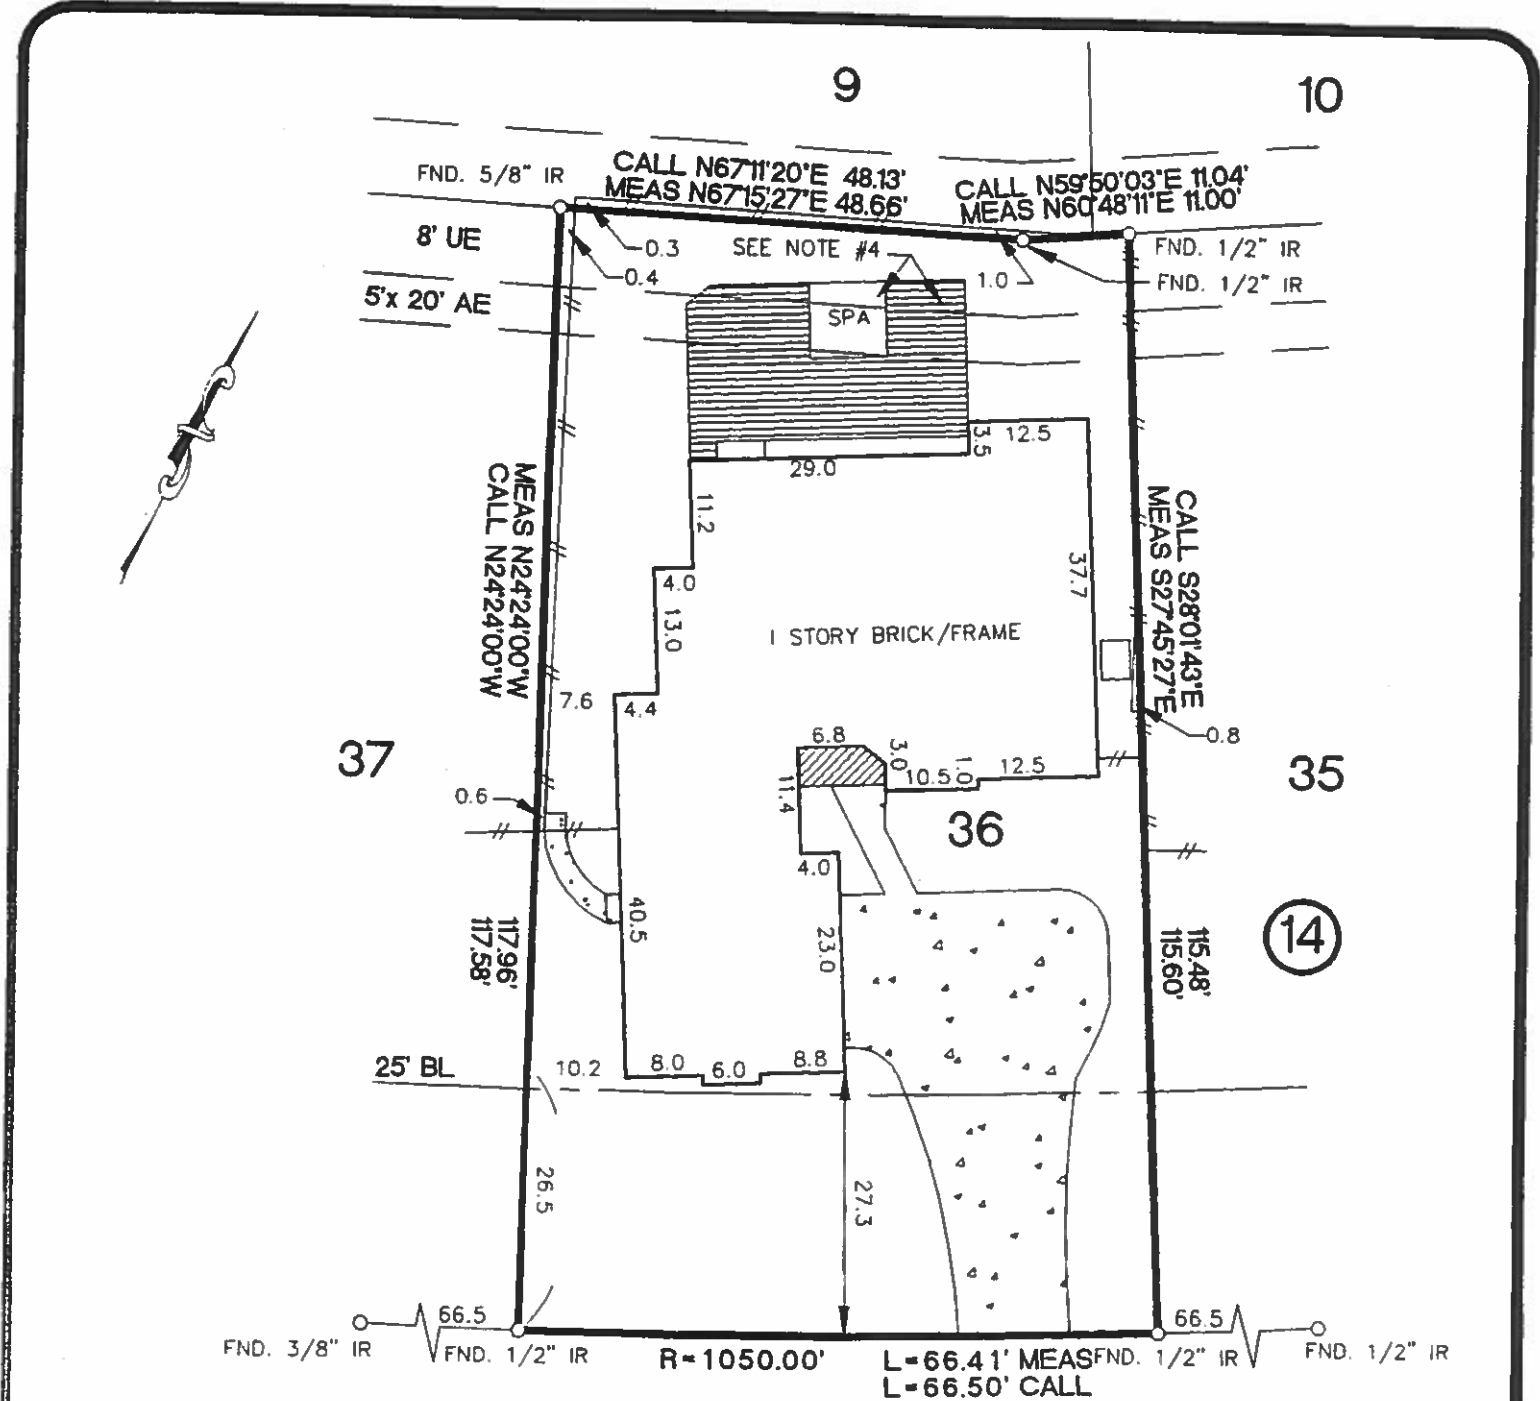 9
10
FND. 5/8" IR
CALL N67°11'20"E 48.13'
MEAS N67°15'27"E 48.66'
CALL N59°50'03"E 11.04'
MEAS N60°48'11"E 11.00'
8' UE
0.3
0.4
SEE NOTE #4
1.0
FND. 1/2" IR
FND. 1/2" IR
5'x 20' AE
SPA
3.5
12.5
29.0
11.2
MEAS N24°24'00"W
CALL N24°24'00"W
CALL S28°01'43"E
MEAS S27°45'27"E
4.0
13.0
37.7
1 STORY BRICK/FRAME
7.6
4.4
6.8
3.0
10.5
1.0
12.5
0.8
37
35
0.6
11.4
36
4.0
40.5
23.0
117.96'
117.58'
115.48'
115.60'
14
25' BL
10.2
8.0
6.0
8.8
26.5
27.3
66.5
66.5
FND. 3/8" IR
FND. 1/2" IR
R=1050.00'
L=66.41' MEAS
L=66.50' CALL
FND. 1/2" IR
FND. 1/2" IR